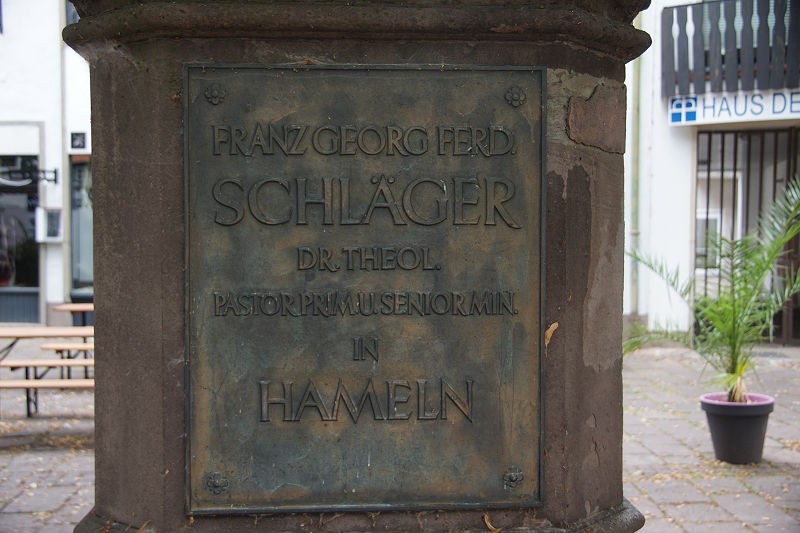 FRANZ GEORG FERD.
SCHLÄGER
DR. THEOL.
PASTOR PRIM. U. SENIOR MIN.
IN
HAMELN
HAUS DE